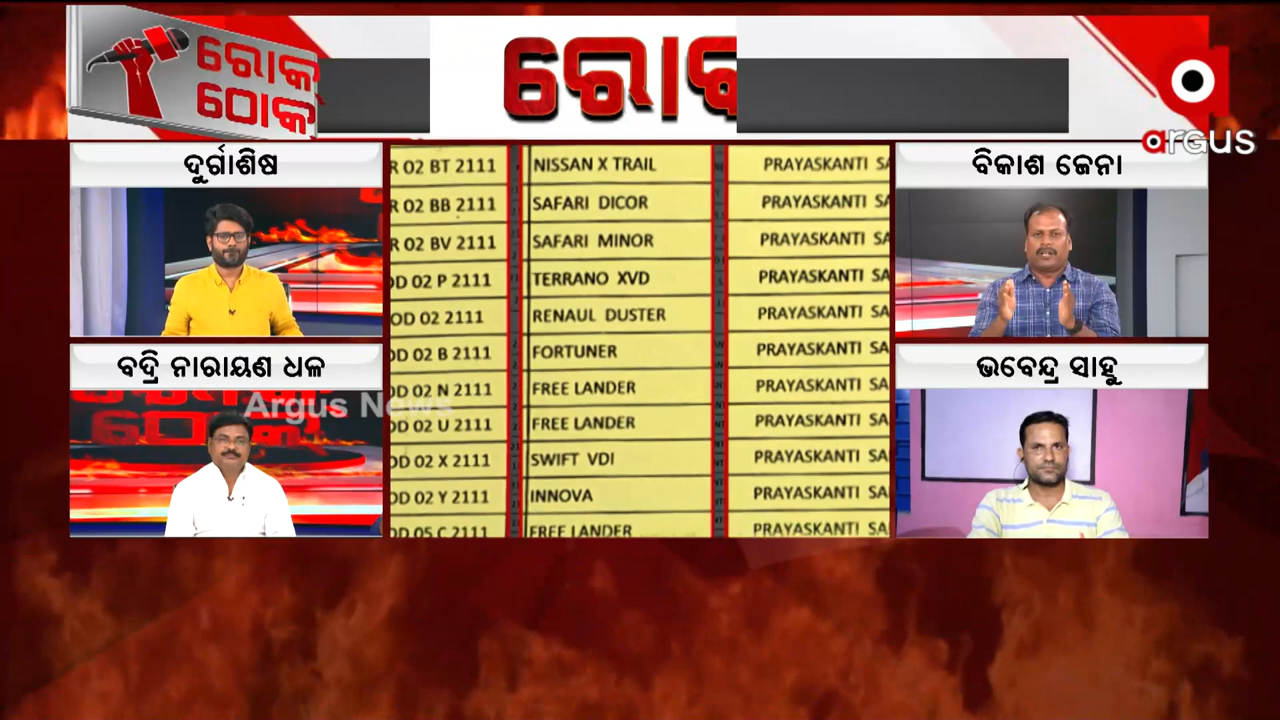 ରୋକ
ଠୋକ
ରୋକ
argus
ଦୁର୍ଗାଶିଷ
ବିକାଶ ଜେନା
ବଦ୍ରି ନାରାୟଣ ଧଳ
ଭବେନ୍ଦ୍ର ସାହୁ
R 02 BT 2111 NISSAN X TRAIL PRAYASKANTI SA
R 02 BB 2111 SAFARI DICOR PRAYASKANTI SA
R 02 BV 2111 SAFARI MINOR PRAYASKANTI SA
OD 02 P 2111 TERRANO XVD PRAYASKANTI SA
OD 02 2111 RENAUL DUSTER PRAYASKANTI SA
OD 02 B 2111 FORTUNER PRAYASKANTI SA
OD 02 N 2111 FREE LANDER PRAYASKANTI SA
OD 02 U 2111 FREE LANDER PRAYASKANTI SA
OD 02 X 2111 SWIFT VDI PRAYASKANTI SA
OD 02 Y 2111 INNOVA PRAYASKANTI SA
OD 05 C 2111 FREE LANDER PRAYASKANTI SA
Argus News
ଠୋକ